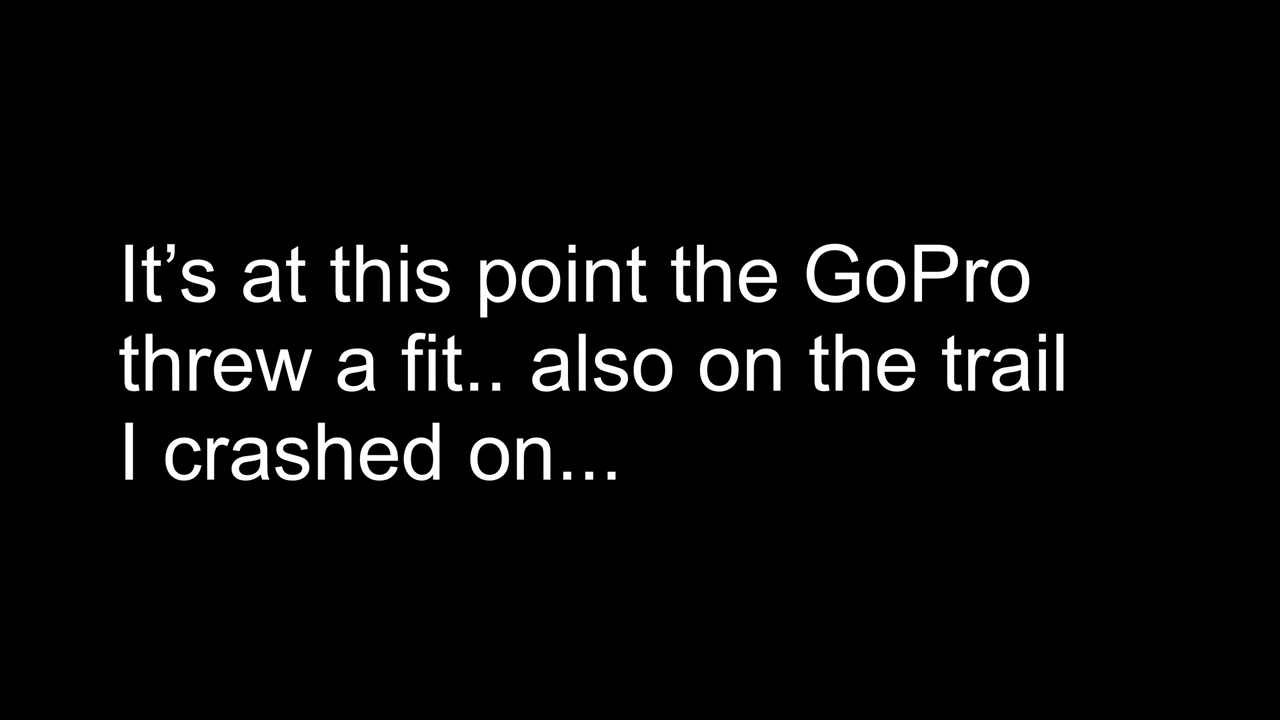 It’s at this point the GoPro
threw a fit.. also on the trail
I crashed on...